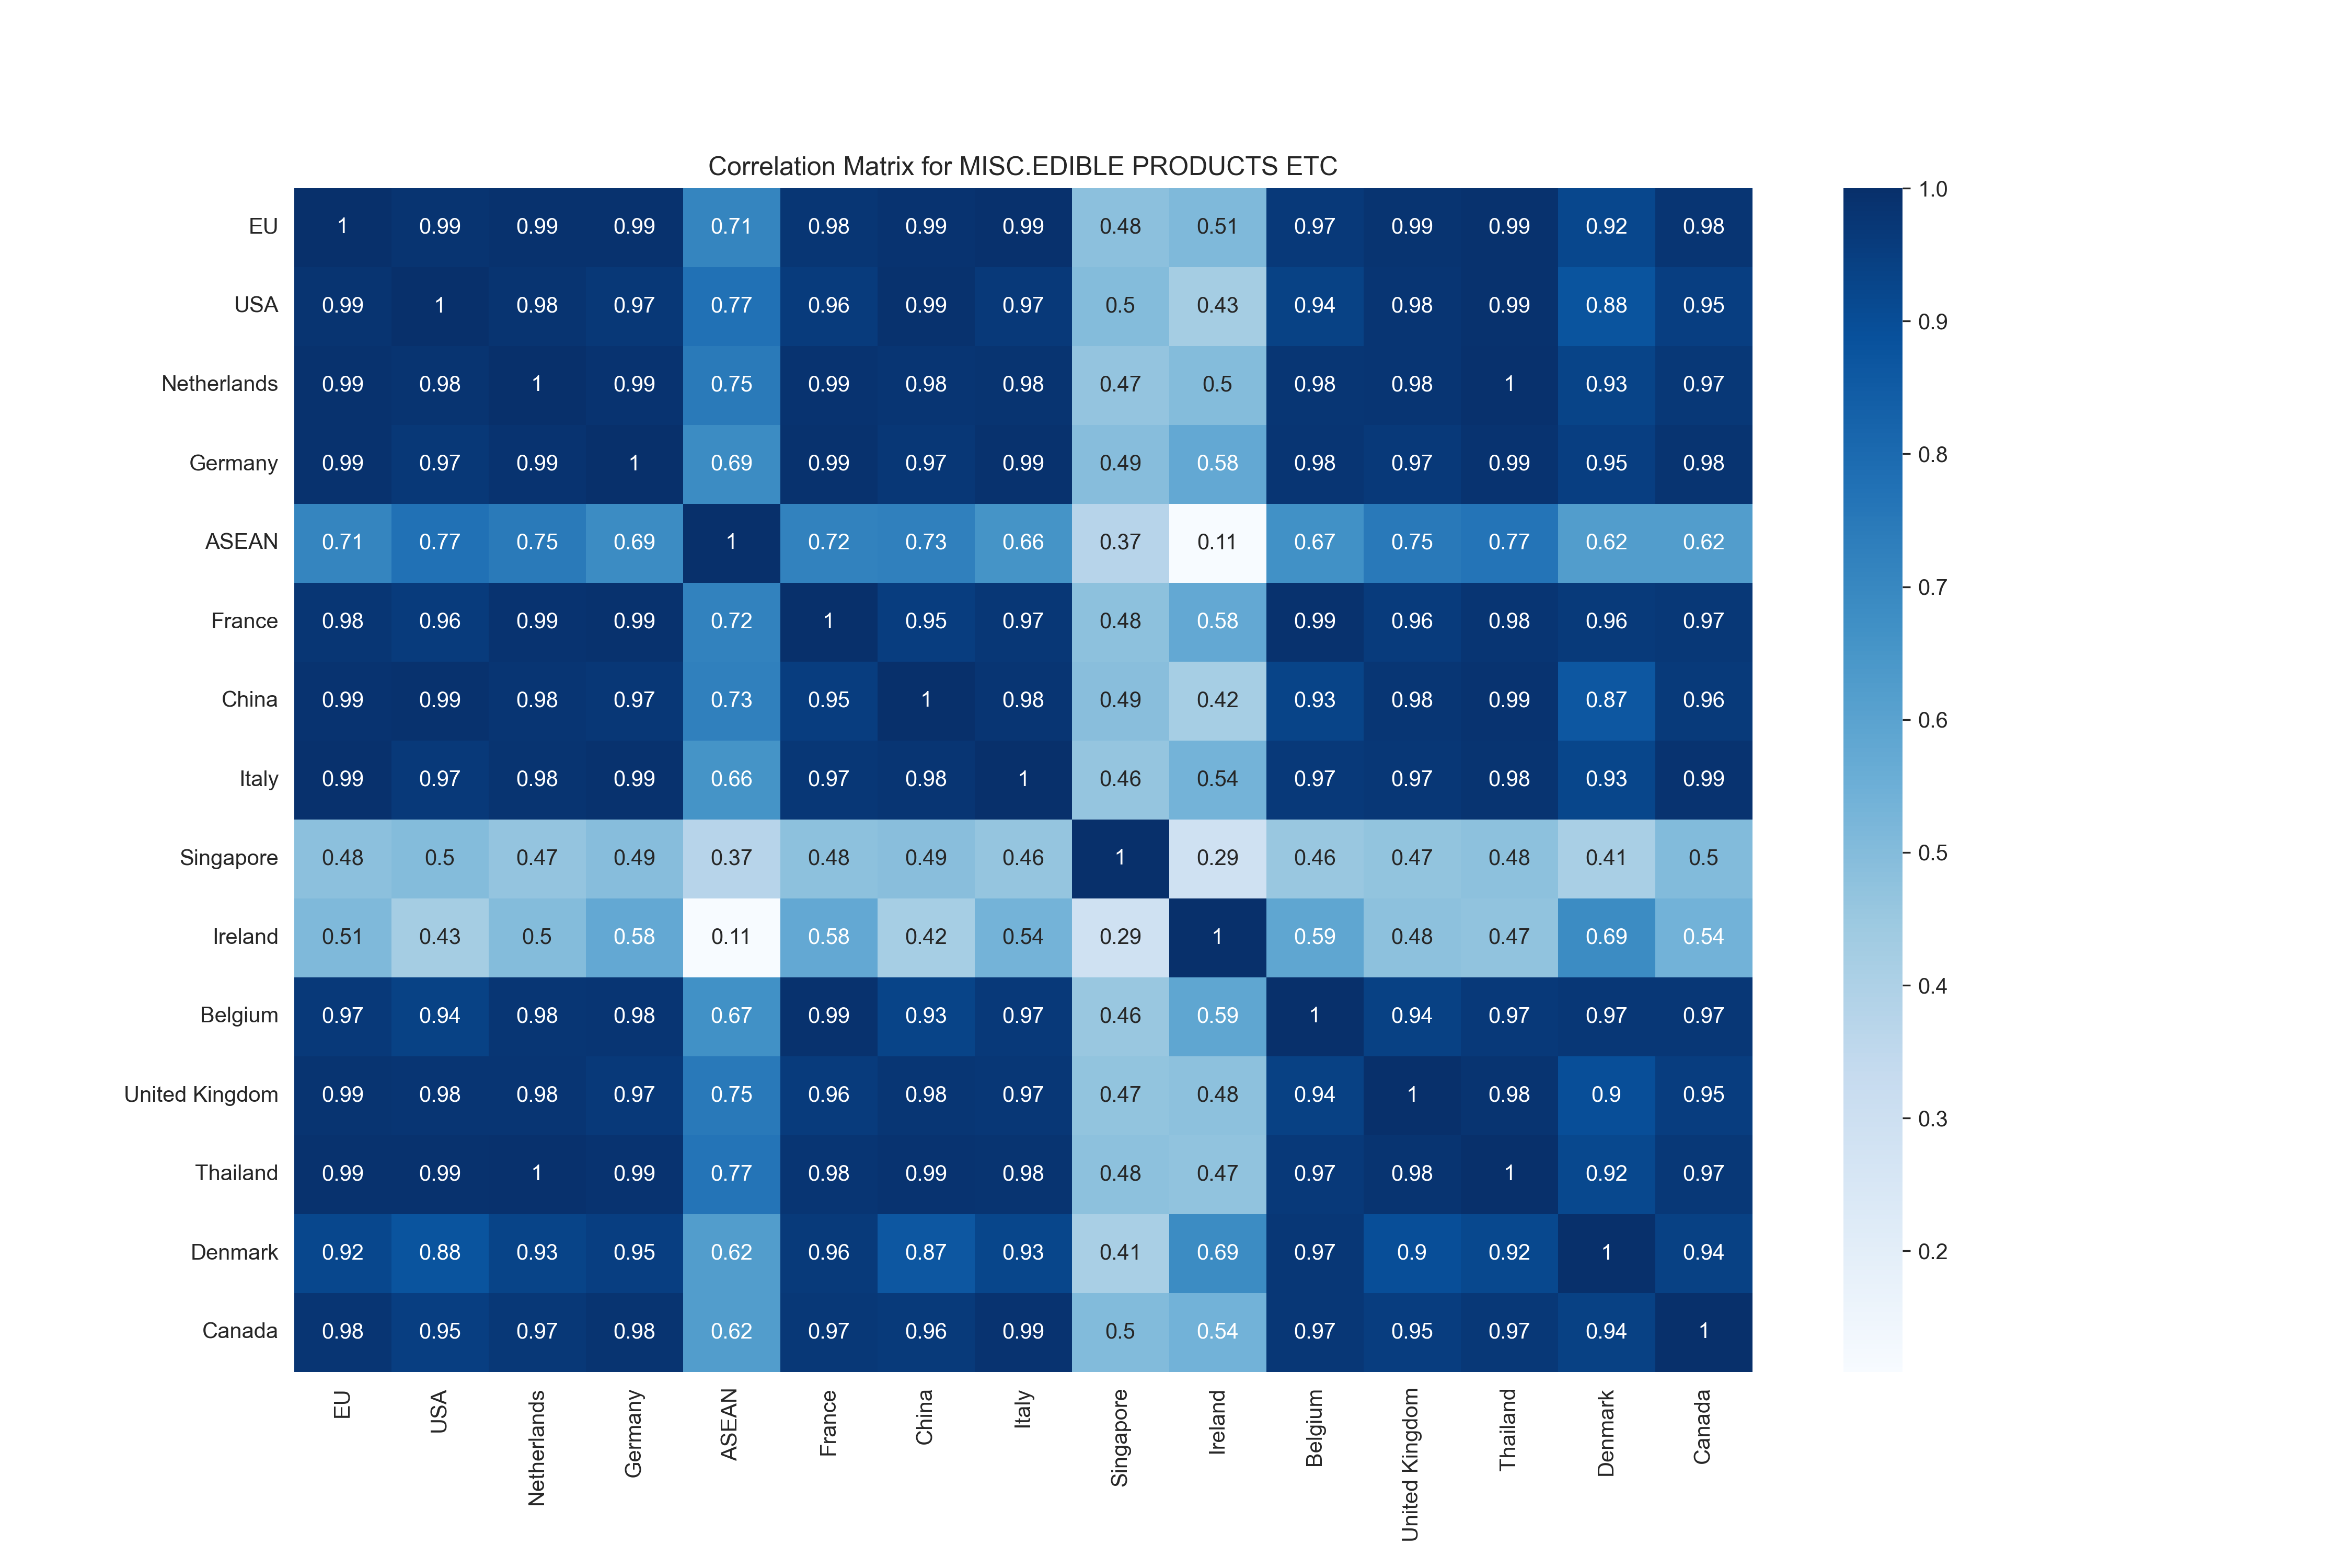 Correlation Matrix for MISC.EDIBLE PRODUCTS ETC
EU 1 0.99 0.99 0.99 0.71 0.98 0.99 0.99 0.48 0.51 0.97 0.99 0.99 0.92 0.98
USA 0.99 1 0.98 0.97 0.77 0.96 0.99 0.97 0.5 0.43 0.94 0.98 0.99 0.88 0.95
Netherlands 0.99 0.98 1 0.99 0.75 0.99 0.98 0.98 0.47 0.5 0.98 0.98 1 0.93 0.97
Germany 0.99 0.97 0.99 1 0.69 0.99 0.97 0.99 0.49 0.58 0.98 0.97 0.99 0.95 0.98
ASEAN 0.71 0.77 0.75 0.69 1 0.72 0.73 0.66 0.37 0.11 0.67 0.75 0.77 0.62 0.62
France 0.98 0.96 0.99 0.99 0.72 1 0.95 0.97 0.48 0.58 0.99 0.96 0.98 0.96 0.97
China 0.99 0.99 0.98 0.97 0.73 0.95 1 0.98 0.49 0.42 0.93 0.98 0.99 0.87 0.96
Italy 0.99 0.97 0.98 0.99 0.66 0.97 0.98 1 0.46 0.54 0.97 0.97 0.98 0.93 0.99
Singapore 0.48 0.5 0.47 0.49 0.37 0.48 0.49 0.46 1 0.29 0.46 0.47 0.48 0.41 0.5
Ireland 0.51 0.43 0.5 0.58 0.11 0.58 0.42 0.54 0.29 1 0.59 0.48 0.47 0.69 0.54
Belgium 0.97 0.94 0.98 0.98 0.67 0.99 0.93 0.97 0.46 0.59 1 0.94 0.97 0.97 0.97
United Kingdom 0.99 0.98 0.98 0.97 0.75 0.96 0.98 0.97 0.47 0.48 0.94 1 0.98 0.9 0.95
Thailand 0.99 0.99 1 0.99 0.77 0.98 0.99 0.98 0.48 0.47 0.97 0.98 1 0.92 0.97
Denmark 0.92 0.88 0.93 0.95 0.62 0.96 0.87 0.93 0.41 0.69 0.97 0.9 0.92 1 0.94
Canada 0.98 0.95 0.97 0.98 0.62 0.97 0.96 0.99 0.5 0.54 0.97 0.95 0.97 0.94 1
EU
USA
Netherlands
Germany
ASEAN
France
China
Italy
Singapore
Ireland
Belgium
United Kingdom
Thailand
Denmark
Canada
1.0
0.9
0.8
0.7
0.6
0.5
0.4
0.3
0.2